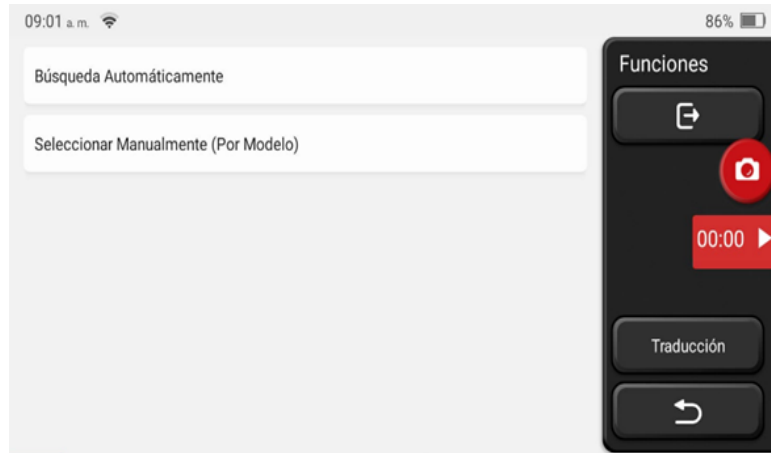 09:01 a. m.
86%
Búsqueda Automáticamente
Seleccionar Manualmente (Por Modelo)
Funciones
00:00
Traducción